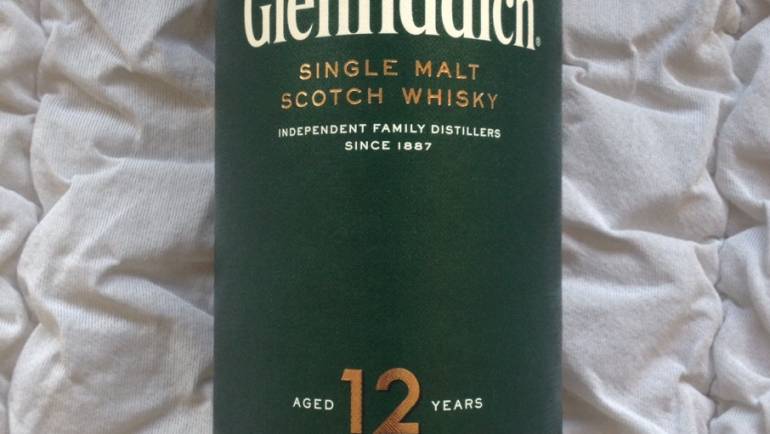 Glenfiddich
SINGLE MALT
SCOTCH WHISKY
INDEPENDENT FAMILY DISTILLERS
SINCE 1887
AGED 12 YEARS